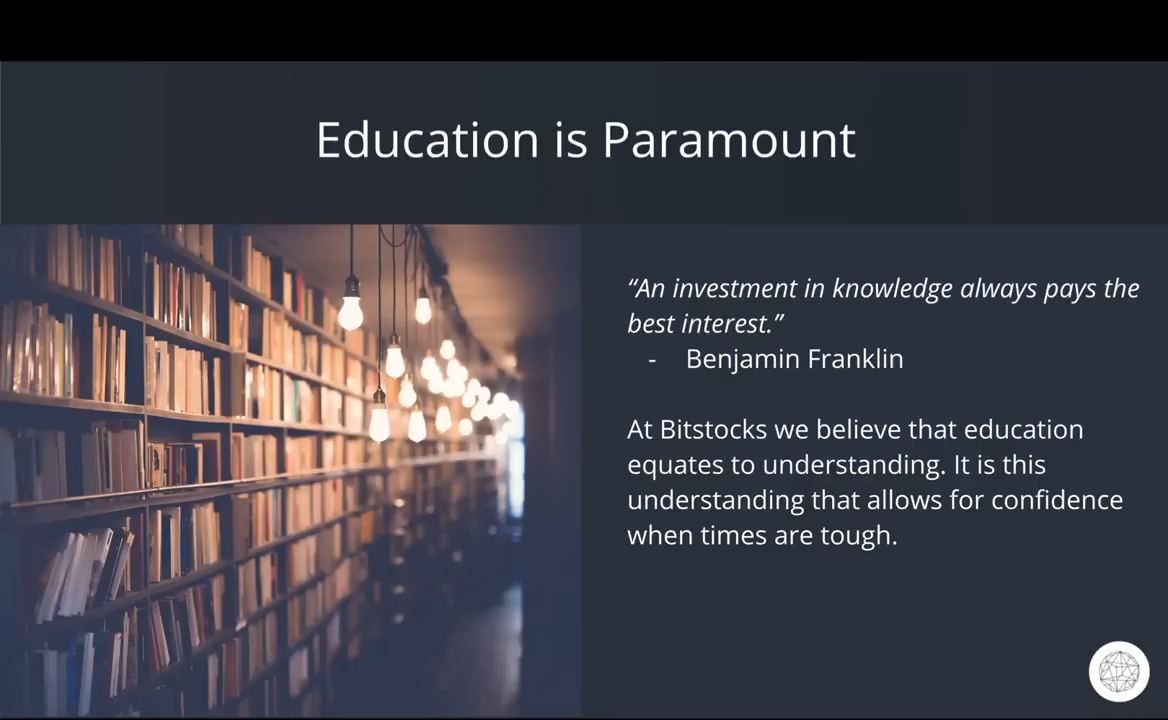 Education is Paramount
“An investment in knowledge always pays the
best interest.”
- Benjamin Franklin
At Bitstocks we believe that education
equates to understanding. It is this
understanding that allows for confidence
when times are tough.